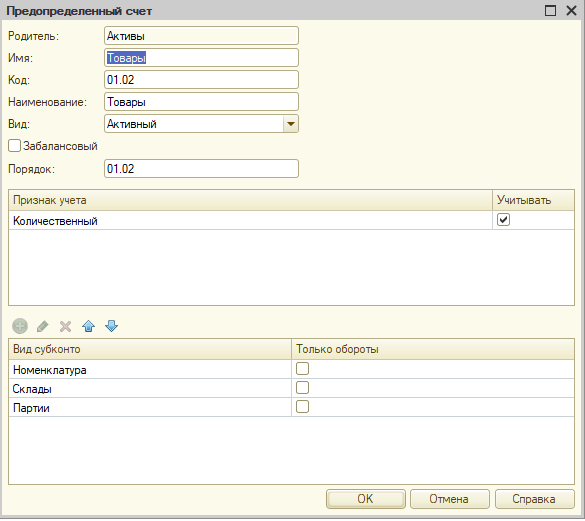 Предопределенный счет
Родитель: Активы
Имя: Товары
Код: 01.02
Наименование: Товары
Вид: Активный
Забалансовый
Порядок: 01.02
Признак учета Учитывать
Количественный
Вид субконто Только обороты
Номенклатура
Склады
Партии
OK Отмена Справка